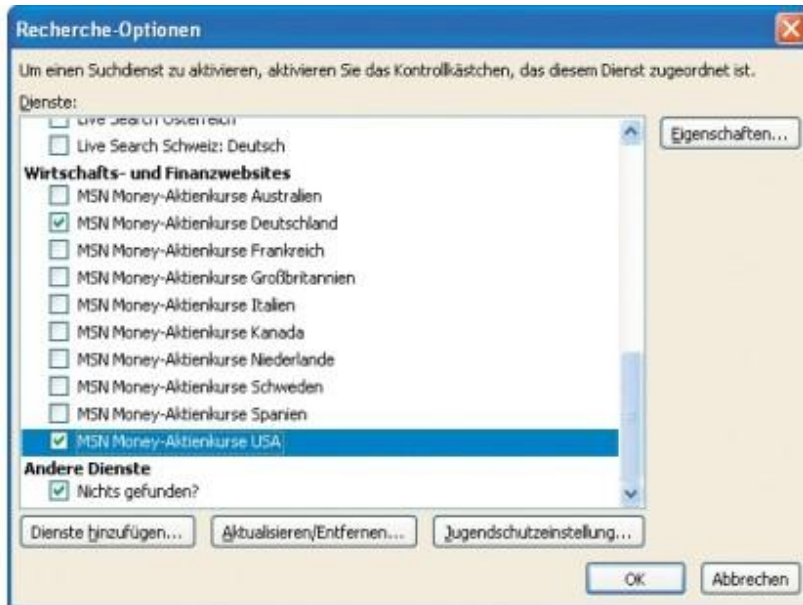 Recherche-Optionen
Um einen Suchdienst zu aktivieren, aktivieren Sie das Kontrollkästchen, das diesem Dienst zugeordnet ist.
Dienste:
Live Search Österreich
Eigenschaften...
Live Search Schweiz: Deutsch
Wirtschafts- und Finanzwebsites
MSN Money-Aktienkurse Australien
MSN Money-Aktienkurse Deutschland
MSN Money-Aktienkurse Frankreich
MSN Money-Aktienkurse Großbritannien
MSN Money-Aktienkurse Italien
MSN Money-Aktienkurse Kanada
MSN Money-Aktienkurse Niederlande
MSN Money-Aktienkurse Schweden
MSN Money-Aktienkurse Spanien
MSN Money-Aktienkurse USA
Andere Dienste
Nichts gefunden?
Dienste hinzufügen... Aktualisieren/Entfernen... Jugendschutzeinstellung...
OK Abbrechen